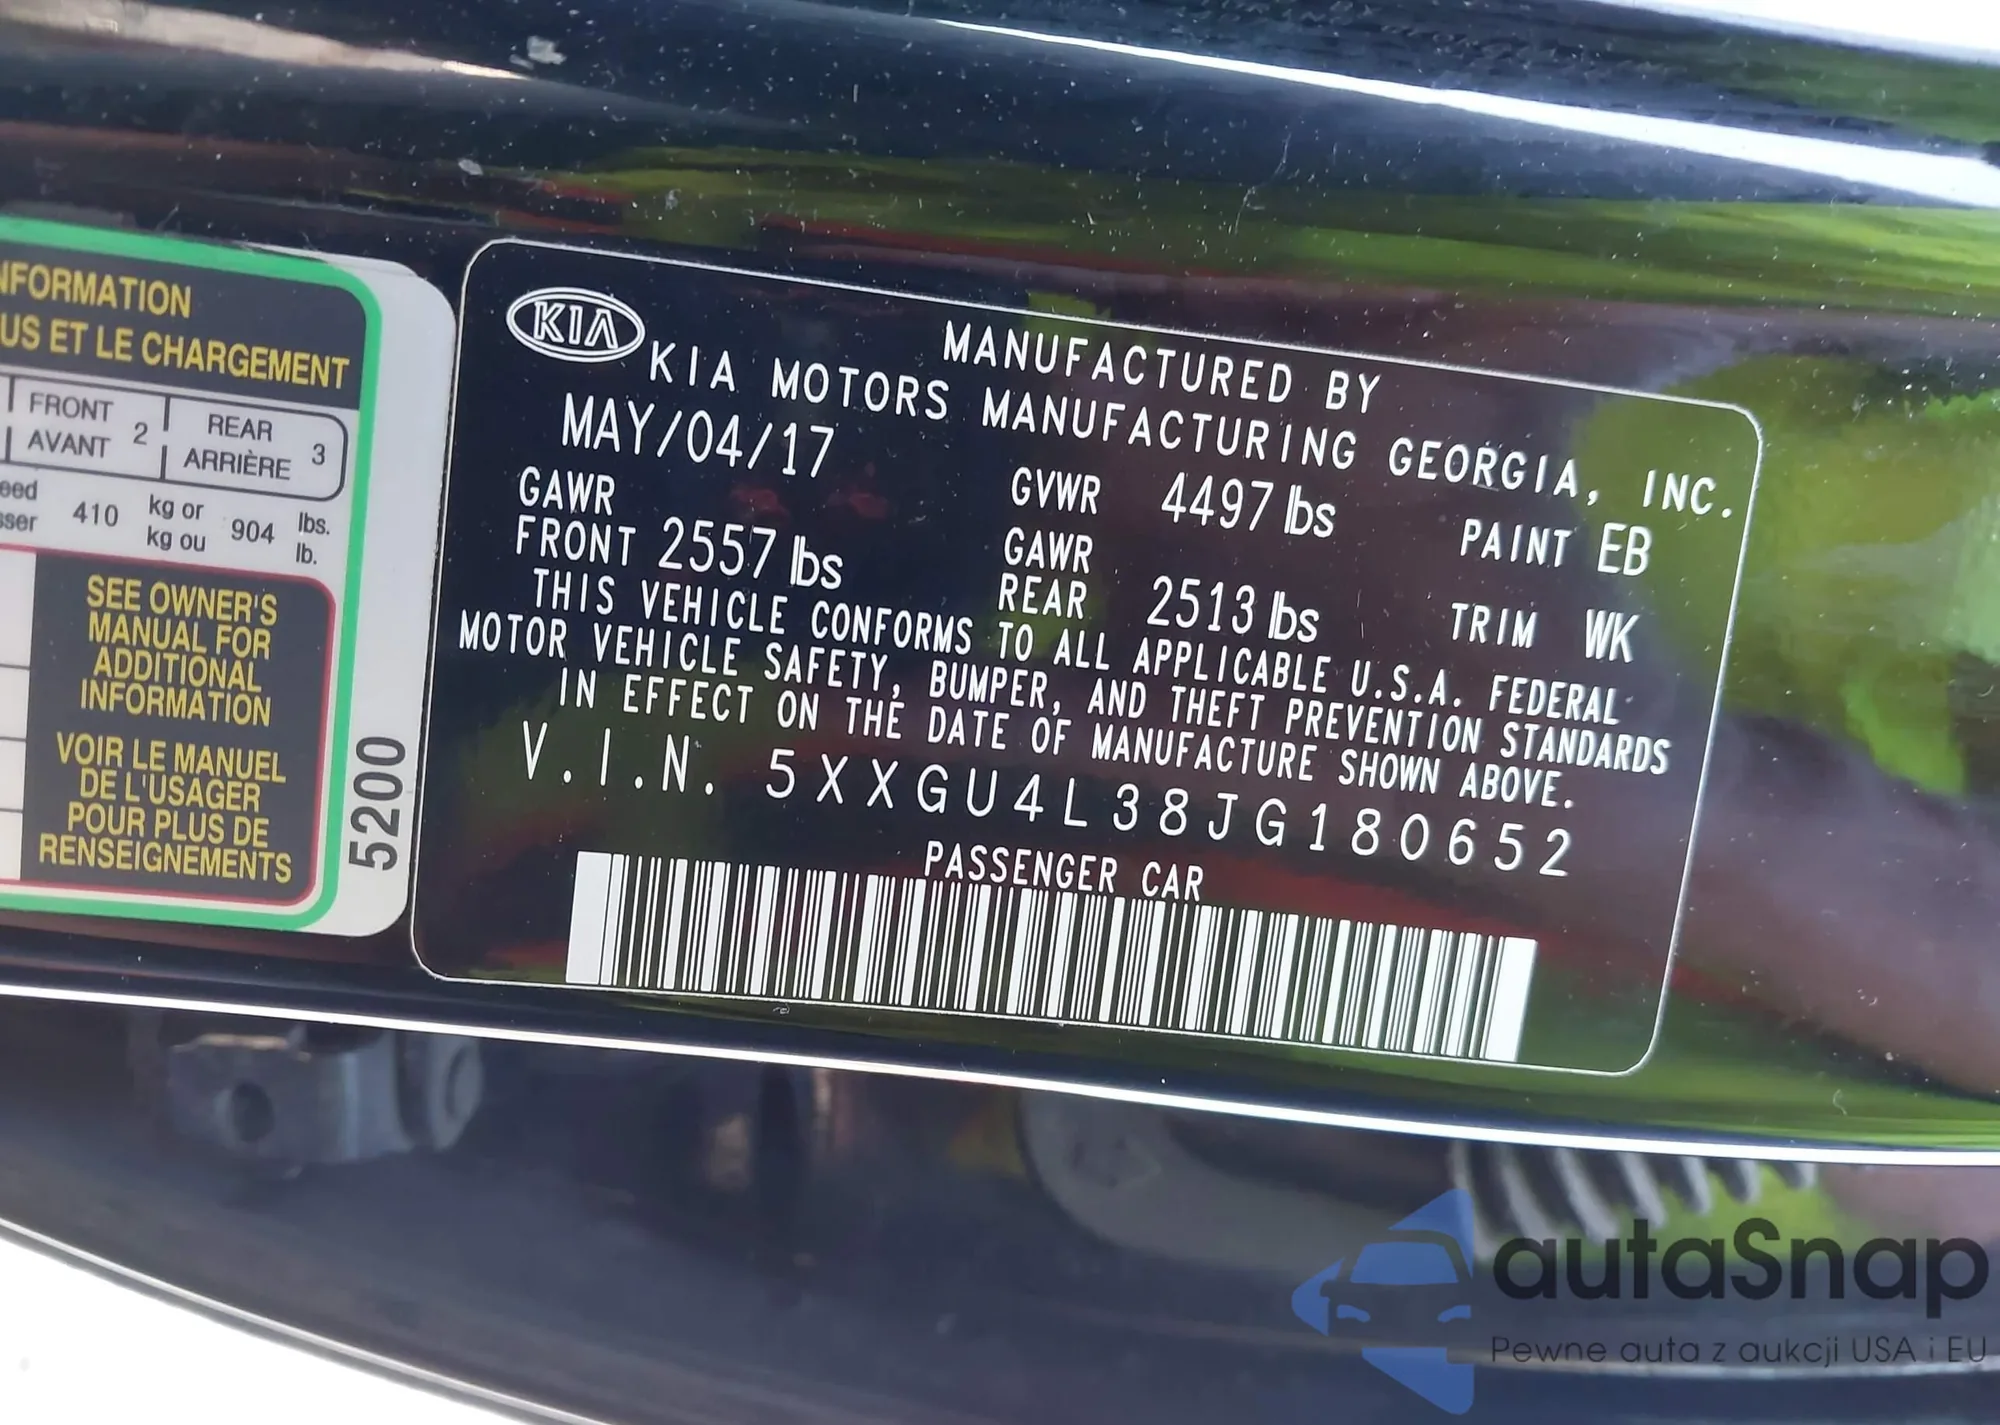 NFORMATION
US ET LE CHARGEMENT
FRONT
AVANT 2
REAR
ARRIÈRE 3
eed
sser 410 kg or
kg ou 904 lbs.
lb.
SEE OWNER'S
MANUAL FOR
ADDITIONAL
INFORMATION
VOIR LE MANUEL
DE L'USAGER
POUR PLUS DE
RENSEIGNEMENTS
5200
KIA
MANUFACTURED BY
KIA MOTORS MANUFACTURING GEORGIA, INC.
MAY/04/17
GVWR 4497 lbs
PAINT EB
GAWR
FRONT 2557 lbs
GAWR
REAR 2513 lbs
TRIM WK
THIS VEHICLE CONFORMS TO ALL APPLICABLE U.S.A. FEDERAL
MOTOR VEHICLE SAFETY, BUMPER, AND THEFT PREVENTION STANDARDS
IN EFFECT ON THE DATE OF MANUFACTURE SHOWN ABOVE.
V.I.N. 5XXGU4L38JG180652
PASSENGER CAR
autaSnap
Pewne auta z aukcji USA i EU